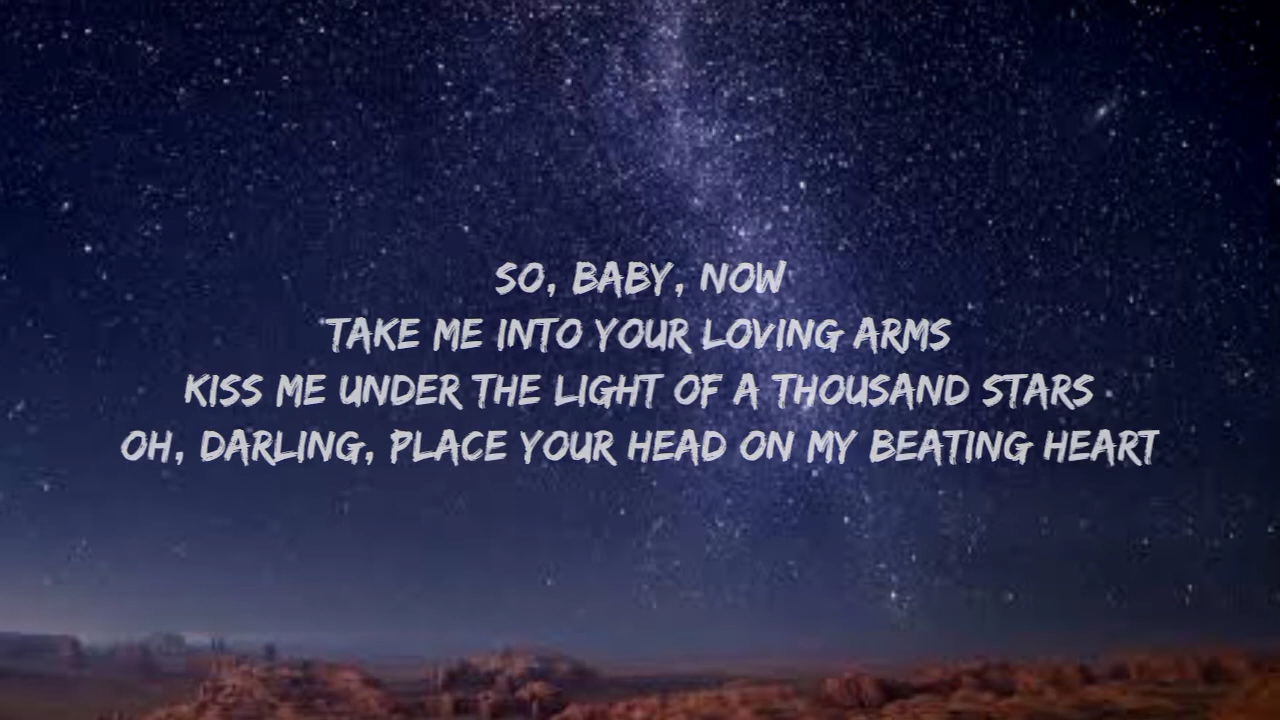 SO, BABY, NOW
TAKE ME INTO YOUR LOVING ARMS
KISS ME UNDER THE LIGHT OF A THOUSAND STARS
OH, DARLING, PLACE YOUR HEAD ON MY BEATING HEART